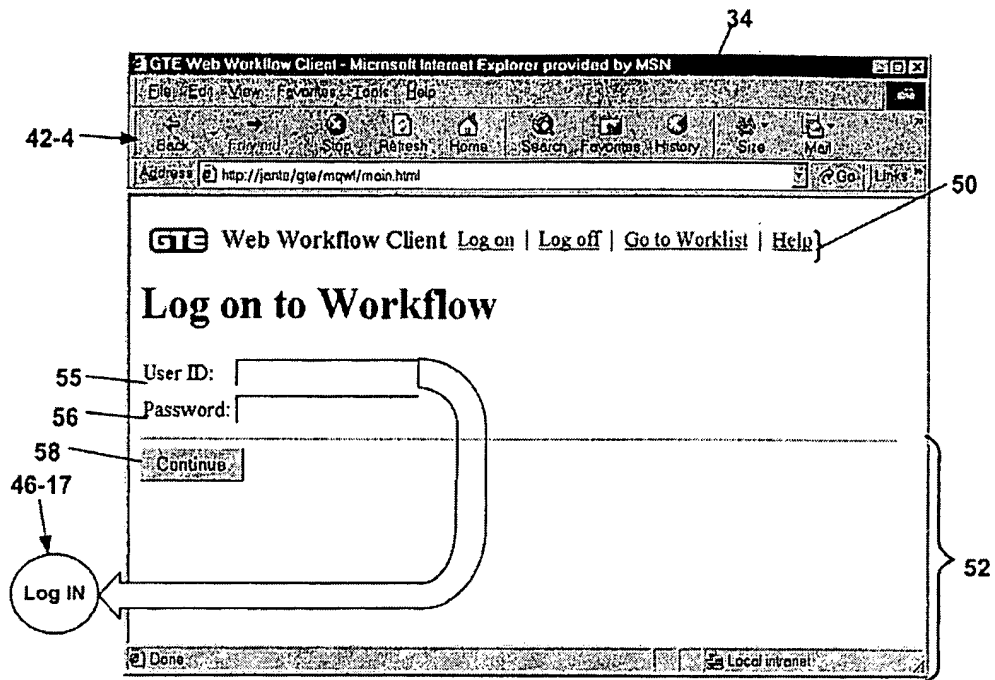 34
GTE Web Workflow Client - Microsoft Internet Explorer provided by MSN
File Edit View Favorites Tools Help
42-4
Back Forward Stop Refresh Home Search Favorites History Size Mail
Address http://janta/gte/mqwf/main.html Go Links
50
GTE Web Workflow Client Log on | Log off | Go to Worklist | Help
Log on to Workflow
55 User ID:
56 Password:
58 Continue
46-17
Log IN
52
Done Local intranet